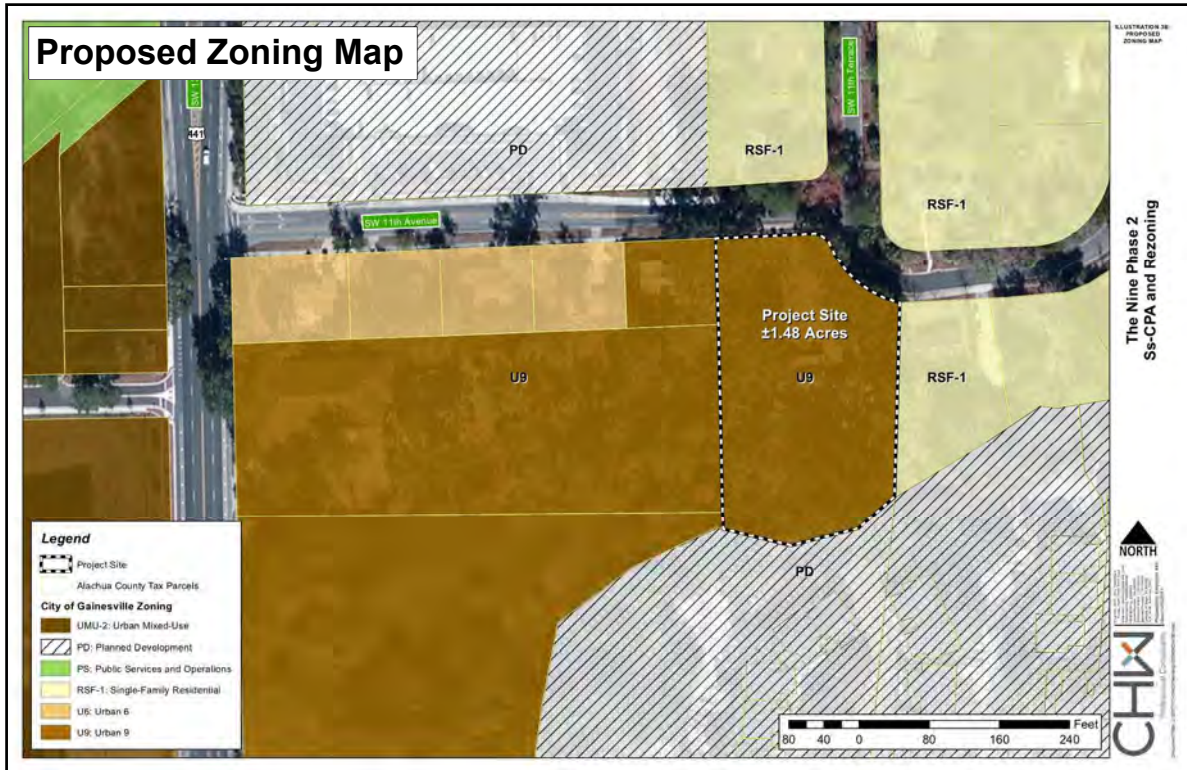 Proposed Zoning Map
ILLUSTRATION 3B:
PROPOSED
ZONING MAP
441
SW 11th Terrace
PD
RSF-1
RSF-1
SW 11th Avenue
Project Site
±1.48 Acres
U9
U9
RSF-1
PD
The Nine Phase 2
Ss-CPA and Rezoning
Legend
Project Site
Alachua County Tax Parcels
City of Gainesville Zoning
UMU-2: Urban Mixed-Use
PD: Planned Development
PS: Public Services and Operations
RSF-1: Single-Family Residential
U6: Urban 6
U9: Urban 9
NORTH
CHW
Professional Consultants
Feet
80 40 0 80 160 240